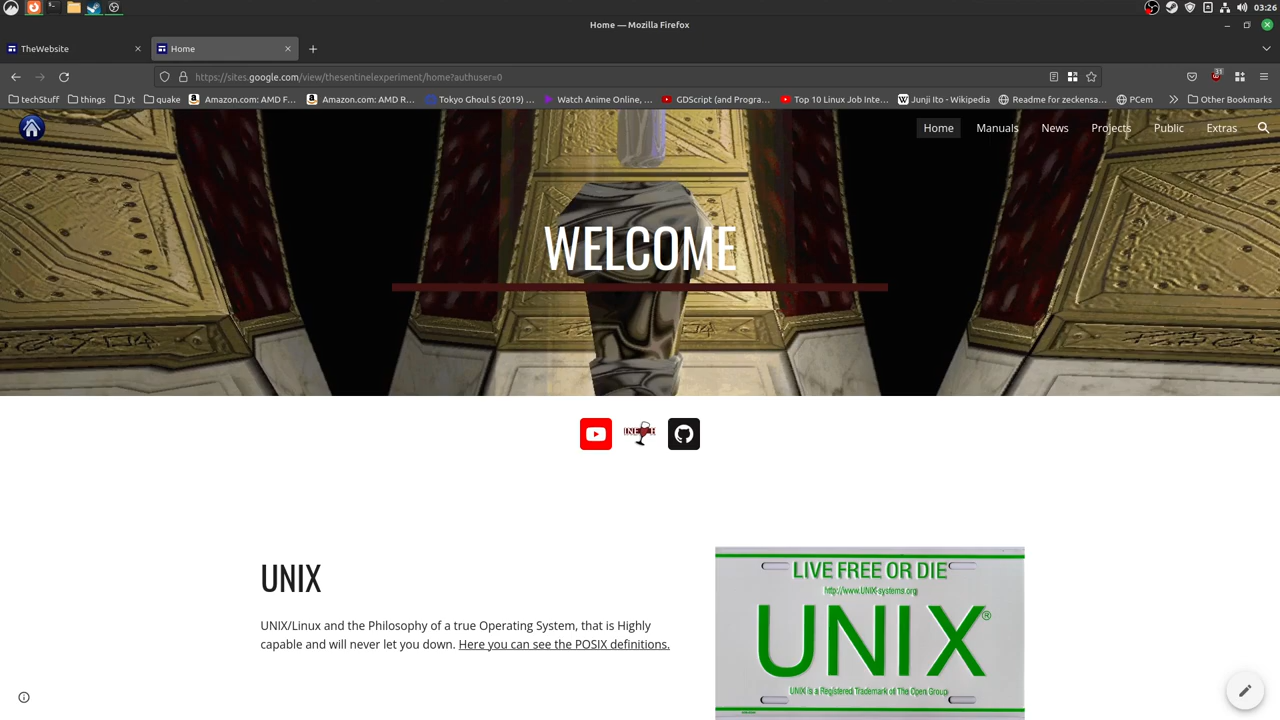 03:26
Home — Mozilla Firefox
TheWebsite
Home
https://sites.google.com/view/thesentinelexperiment/home?authuser=0
31
techStuff things yt quake Amazon.com: AMD F… Amazon.com: AMD R… Tokyo Ghoul S (2019) … Watch Anime Online, … GDScript (and Progra… Top 10 Linux Job Inte… Junji Ito - Wikipedia Readme for zeckensa… PCem Other Bookmarks
Home Manuals News Projects Public Extras
WELCOME
UNIX
UNIX/Linux and the Philosophy of a true Operating System, that is Highly
capable and will never let you down. Here you can see the POSIX definitions.
LIVE FREE OR DIE
http://www.UNIX-systems.org
UNIX®
UNIX is a Registered Trademark of The Open Group